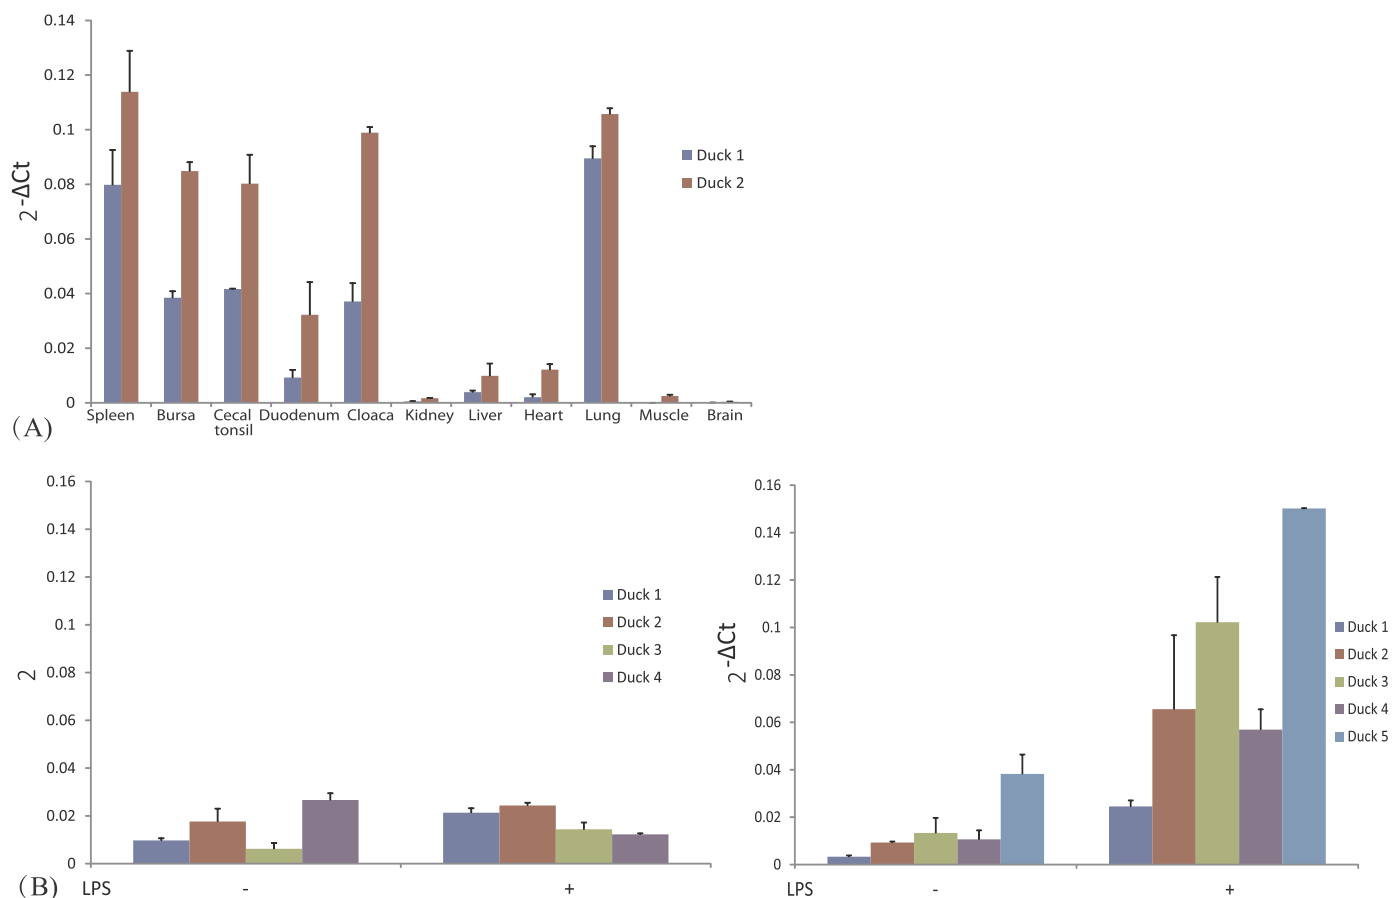 0.14
0.12
0.1
0.08
0.06
0.04
0.02
0
2-ΔCt
Duck 1
Duck 2
Spleen Bursa Cecal tonsil Duodenum Cloaca Kidney Liver Heart Lung Muscle Brain
(A)
0.16
0.14
0.12
0.1
0.08
0.06
0.04
0.02
0
2
Duck 1
Duck 2
Duck 3
Duck 4
LPS - +
(B)
0.16
0.14
0.12
0.1
0.08
0.06
0.04
0.02
0
2-ΔCt
Duck 1
Duck 2
Duck 3
Duck 4
Duck 5
LPS - +